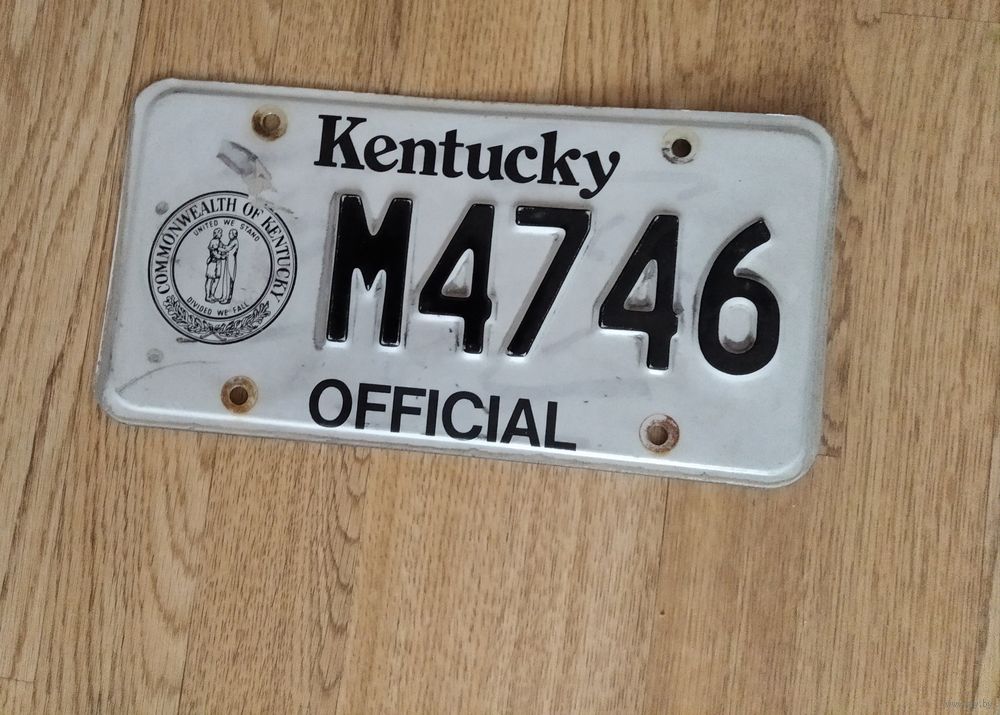 Kentucky
COMMONWEALTH OF KENTUCKY
UNITED WE STAND
DIVIDED WE FALL
M4746
OFFICIAL